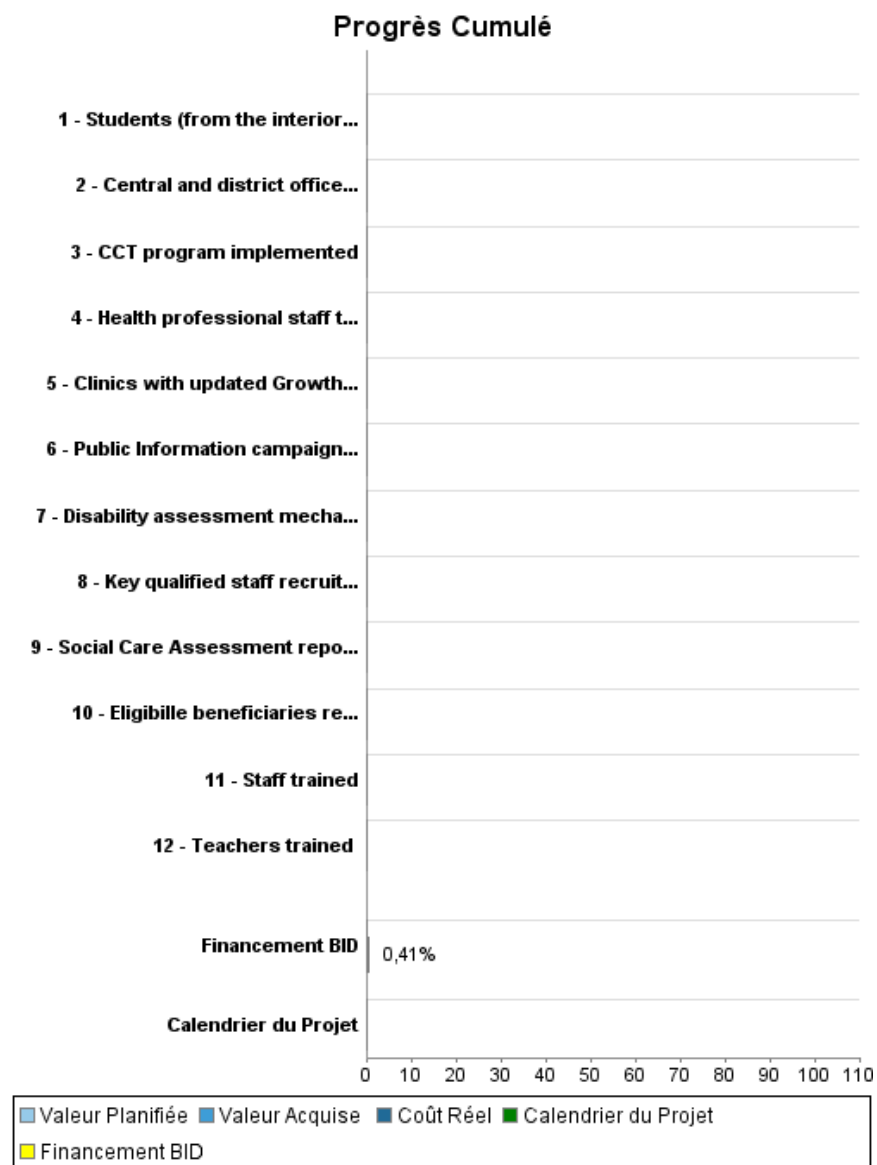 Progrès Cumulé
1 - Students (from the interior...
2 - Central and district office...
3 - CCT program implemented
4 - Health professional staff t...
5 - Clinics with updated Growth...
6 - Public Information campaign...
7 - Disability assessment mecha...
8 - Key qualified staff recruit...
9 - Social Care Assessment repo...
10 - Eligibille beneficiaries re...
11 - Staff trained
12 - Teachers trained
Financement BID 0,41%
Calendrier du Projet
0 10 20 30 40 50 60 70 80 90 100 110
Valeur Planifiée Valeur Acquise Coût Réel Calendrier du Projet
Financement BID